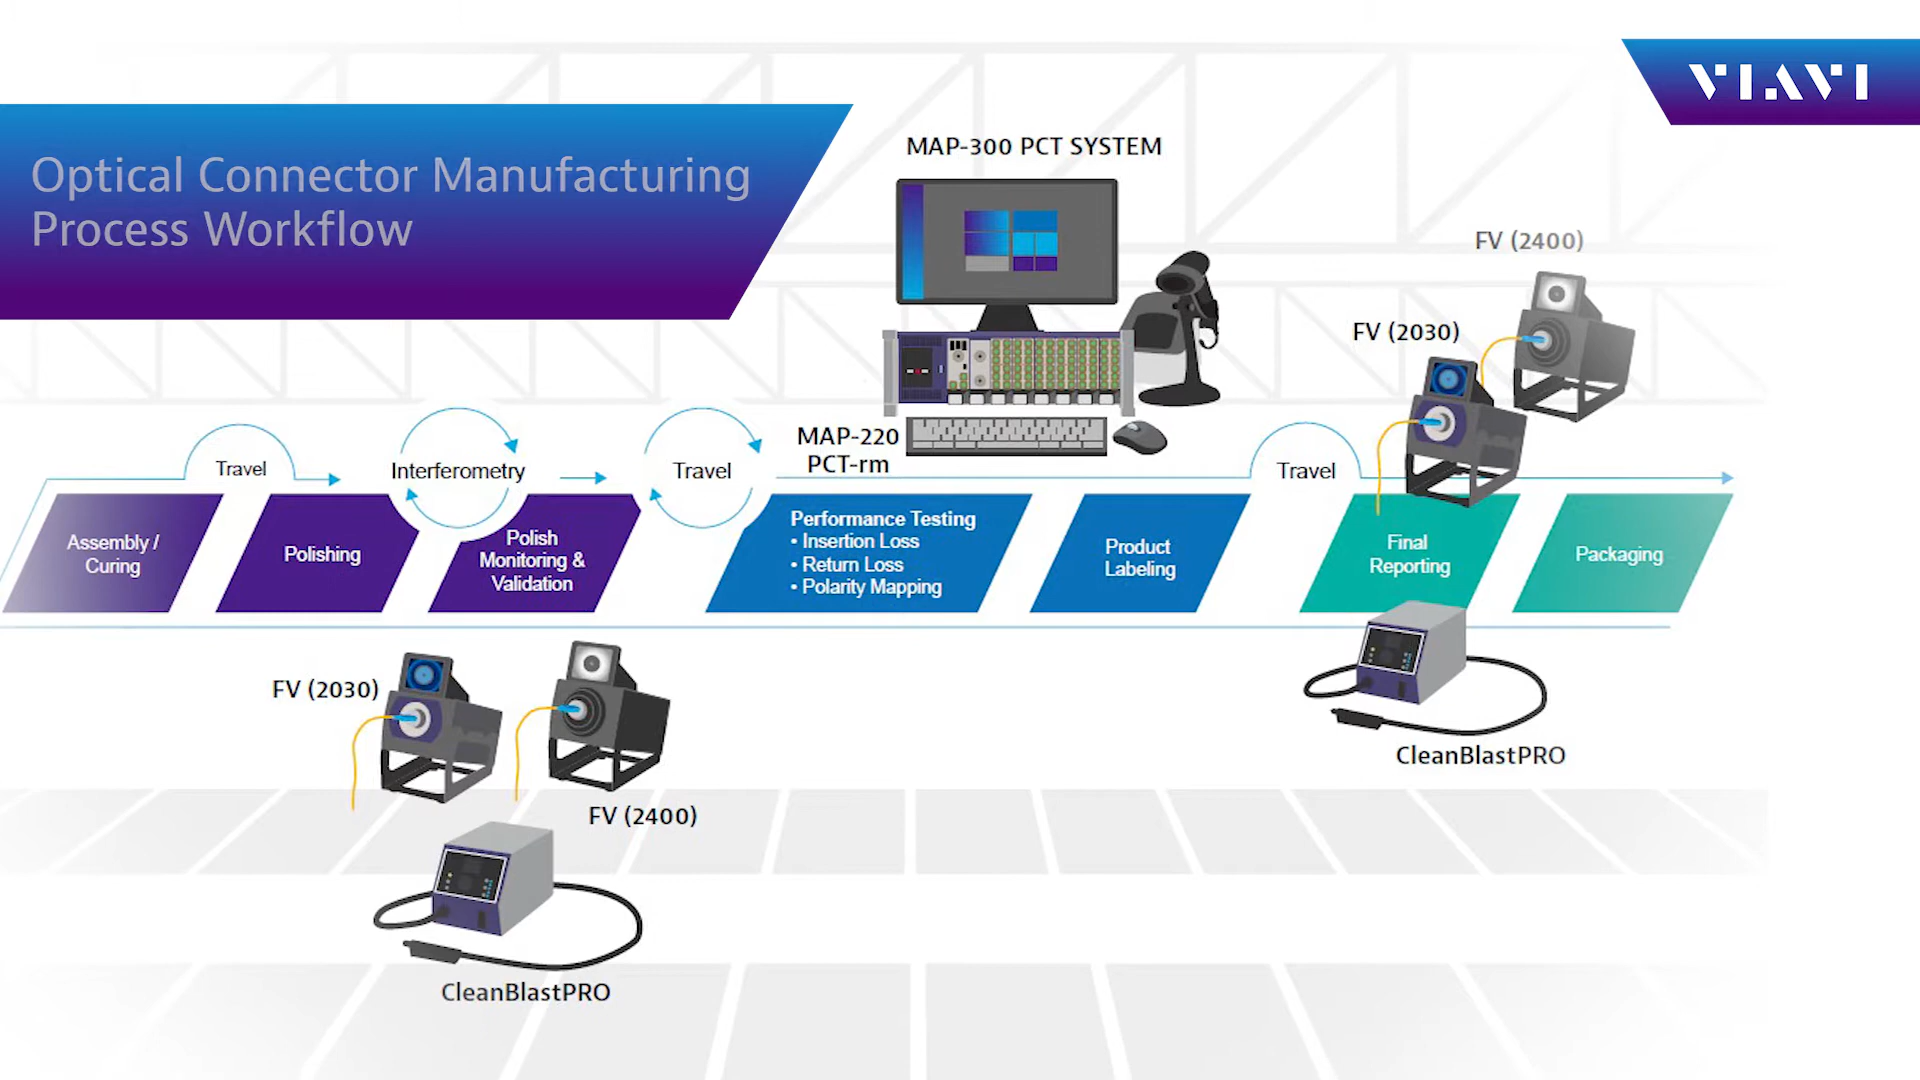 VIAVI
Optical Connector Manufacturing
Process Workflow
MAP-300 PCT SYSTEM
FV (2400)
FV (2030)
MAP-220
PCT-rm
Travel
Interferometry
Travel
Travel
Assembly /
Curing
Polishing
Polish
Monitoring &
Validation
Performance Testing
• Insertion Loss
• Return Loss
• Polarity Mapping
Product
Labeling
Final
Reporting
Packaging
FV (2030)
FV (2400)
CleanBlastPRO
CleanBlastPRO